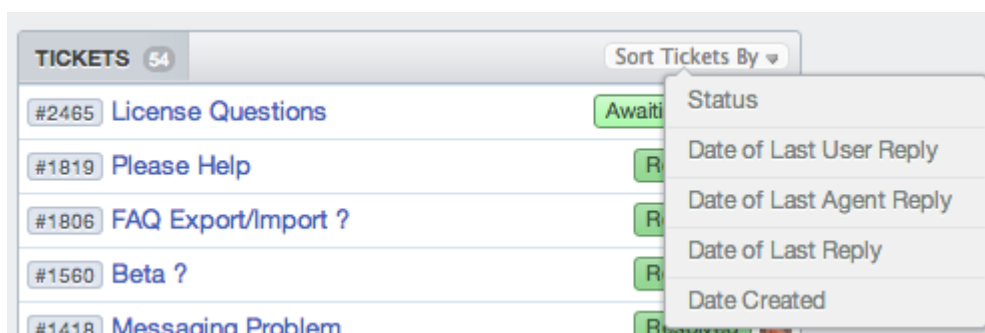 TICKETS 54
Sort Tickets By
#2465 License Questions
Status
#1819 Please Help
Date of Last User Reply
#1806 FAQ Export/Import ?
Date of Last Agent Reply
#1560 Beta ?
Date of Last Reply
#1418 Messaging Problem
Resolved
Date Created